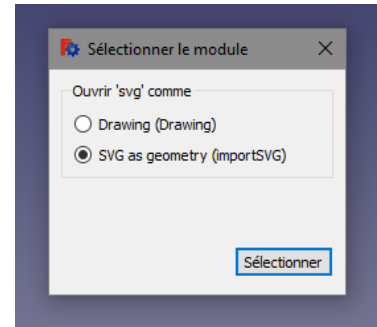 Sélectionner le module
Ouvrir 'svg' comme
Drawing (Drawing)
SVG as geometry (importSVG)
Sélectionner